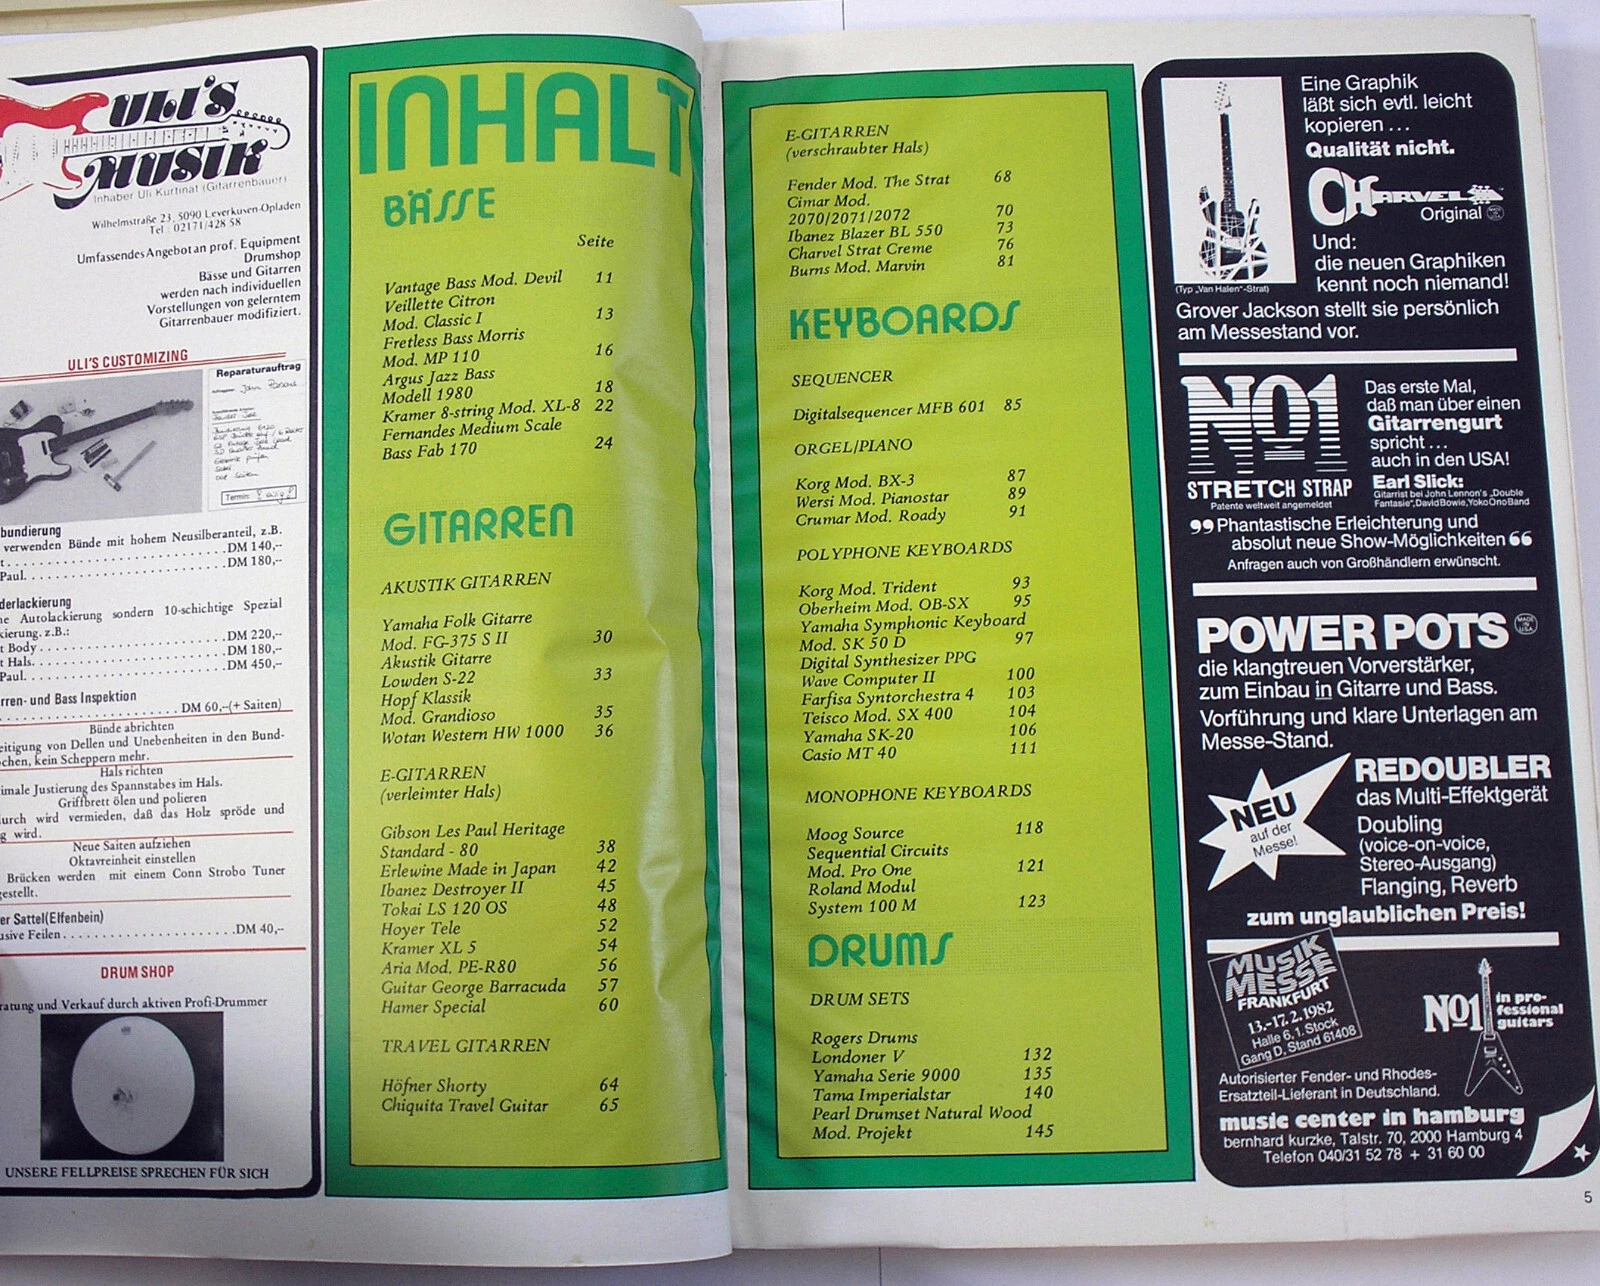 ULI'S
MUSIK
Inhaber Uli Kurtinat (Gitarrenbauer)
Wilhelmstraße 23, 5090 Leverkusen-Opladen
Tel. 02171/428 58
Umfassendes Angebot an prof. Equipment
Drumshop
Bässe und Gitarren
werden nach individuellen
Vorstellungen von gelerntem
Gitarrenbauer modifiziert.
ULI'S CUSTOMIZING
Reparaturauftrag
Termin:
bundierung
verwenden Bünde mit hohem Neusilberanteil, z.B.
t . . . . . . . . . . . . . . . . . . . . . . DM 140,--
Paul. . . . . . . . . . . . . . . . . . . . . DM 180,--
derlackierung
ne Autolackierung sondern 10-schichtige Spezial
kierung. z.B.:
t Body . . . . . . . . . . . . . . . . . . . . DM 220,--
t Hals. . . . . . . . . . . . . . . . . . . . . DM 180,--
Paul. . . . . . . . . . . . . . . . . . . . . . DM 450,--
rren- und Bass Inspektion
. . . . . . . . . . . . . . . . . . DM 60,--(+ Saiten)
Bünde abrichten
eitigung von Dellen und Unebenheiten in den Bund-
chen, kein Scheppern mehr.
Hals richten
imale Justierung des Spannstabes im Hals.
Griffbrett ölen und polieren
durch wird vermieden, daß das Holz spröde und
g wird.
Neue Saiten aufziehen
Oktavreinheit einstellen
Brücken werden mit einem Conn Strobo Tuner
gestellt.
er Sattel(Elfenbein)
usive Feilen . . . . . . . . . . . . . . . . . DM 40,--
DRUM SHOP
ratung und Verkauf durch aktiven Profi-Drummer
UNSERE FELLPREISE SPRECHEN FÜR SICH
INHALT
BÄSSE
Seite
Vantage Bass Mod. Devil 11
Veillette Citron
Mod. Classic I 13
Fretless Bass Morris
Mod. MP 110 16
Argus Jazz Bass
Modell 1980 18
Kramer 8-string Mod. XL-8 22
Fernandes Medium Scale
Bass Fab 170 24
GITARREN
AKUSTIK GITARREN
Yamaha Folk Gitarre
Mod. FG-375 S II 30
Akustik Gitarre
Lowden S-22 33
Hopf Klassik
Mod. Grandioso 35
Wotan Western HW 1000 36
E-GITARREN
(verleimter Hals)
Gibson Les Paul Heritage
Standard - 80 38
Erlewine Made in Japan 42
Ibanez Destroyer II 45
Tokai LS 120 OS 48
Hoyer Tele 52
Kramer XL 5 54
Aria Mod. PE-R80 56
Guitar George Barracuda 57
Hamer Special 60
TRAVEL GITARREN
Höfner Shorty 64
Chiquita Travel Guitar 65
E-GITARREN
(verschraubter Hals)
Fender Mod. The Strat 68
Cimar Mod.
2070/2071/2072 70
Ibanez Blazer BL 550 73
Charvel Strat Creme 76
Burns Mod. Marvin 81
KEYBOARDS
SEQUENCER
Digitalsequencer MFB 601 85
ORGEL/PIANO
Korg Mod. BX-3 87
Wersi Mod. Pianostar 89
Crumar Mod. Roady 91
POLYPHONE KEYBOARDS
Korg Mod. Trident 93
Oberheim Mod. OB-SX 95
Yamaha Symphonic Keyboard
Mod. SK 50 D 97
Digital Synthesizer PPG
Wave Computer II 100
Farfisa Syntorchestra 4 103
Teisco Mod. SX 400 104
Yamaha SK-20 106
Casio MT 40 111
MONOPHONE KEYBOARDS
Moog Source 118
Sequential Circuits
Mod. Pro One 121
Roland Modul
System 100 M 123
DRUMS
DRUM SETS
Rogers Drums
Londoner V 132
Yamaha Serie 9000 135
Tama Imperialstar 140
Pearl Drumset Natural Wood
Mod. Projekt 145
Eine Graphik
läßt sich evtl. leicht
kopieren ...
Qualität nicht.
CHARVEL
Original MADE IN USA
Und:
die neuen Graphiken
kennt noch niemand!
(Typ „Van Halen"-Strat)
Grover Jackson stellt sie persönlich
am Messestand vor.
NO1
STRETCH STRAP
Patente weltweit angemeldet
Das erste Mal,
daß man über einen
Gitarrengurt
spricht ...
auch in den USA!
Earl Slick:
Gitarrist bei John Lennon's „Double
Fantasie", David Bowie, Yoko Ono Band
„Phantastische Erleichterung und
absolut neue Show-Möglichkeiten“
Anfragen auch von Großhändlern erwünscht.
POWER POTS MADE IN U.S.A.
die klangtreuen Vorverstärker,
zum Einbau in Gitarre und Bass.
Vorführung und klare Unterlagen am
Messe-Stand.
NEU
auf der
Messe!
REDOUBLER
das Multi-Effektgerät
Doubling
(voice-on-voice,
Stereo-Ausgang)
Flanging, Reverb
zum unglaublichen Preis!
MUSIK
MESSE
FRANKFURT
13.-17.2.1982
Halle 6, 1. Stock
Gang D, Stand 61408
NO1 in pro-
fessional
guitars
Autorisierter Fender- und Rhodes-
Ersatzteil-Lieferant in Deutschland.
music center in hamburg
bernhard kurzke, Talstr. 70, 2000 Hamburg 4
Telefon 040/31 52 78 + 31 60 00
5